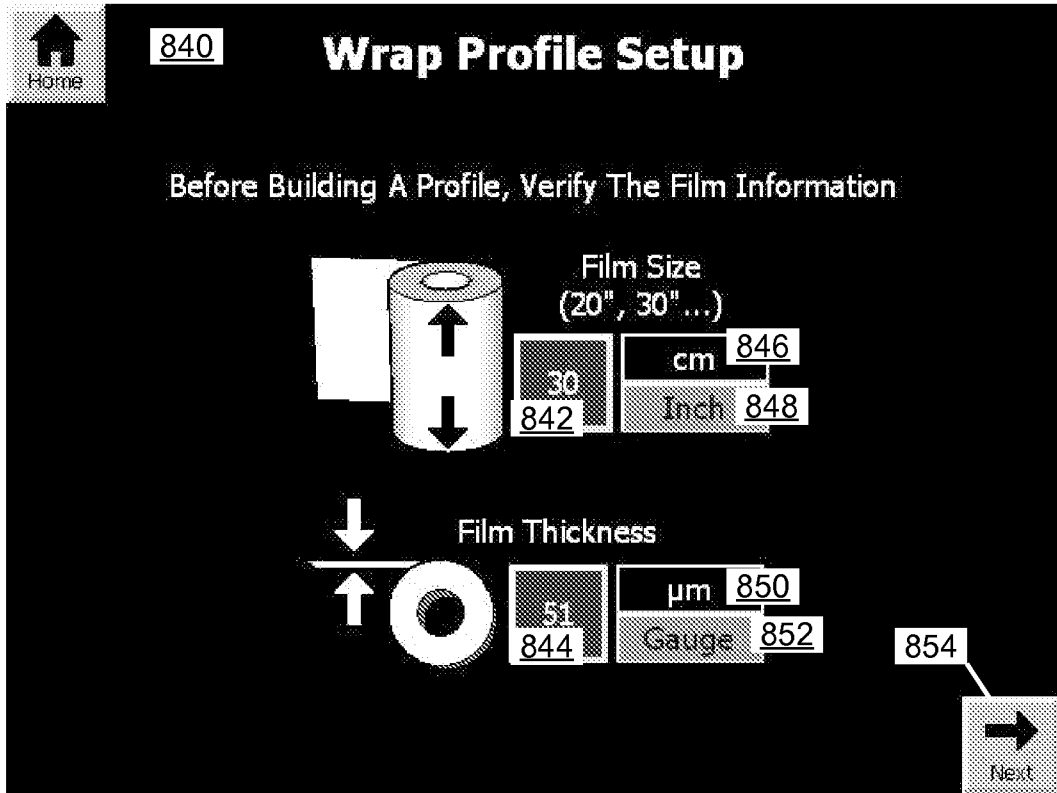 Home
840
Wrap Profile Setup
Before Building A Profile, Verify The Film Information
Film Size
(20", 30"...)
30
842
cm 846
Inch 848
Film Thickness
51
844
µm 850
Gauge 852
854
Next